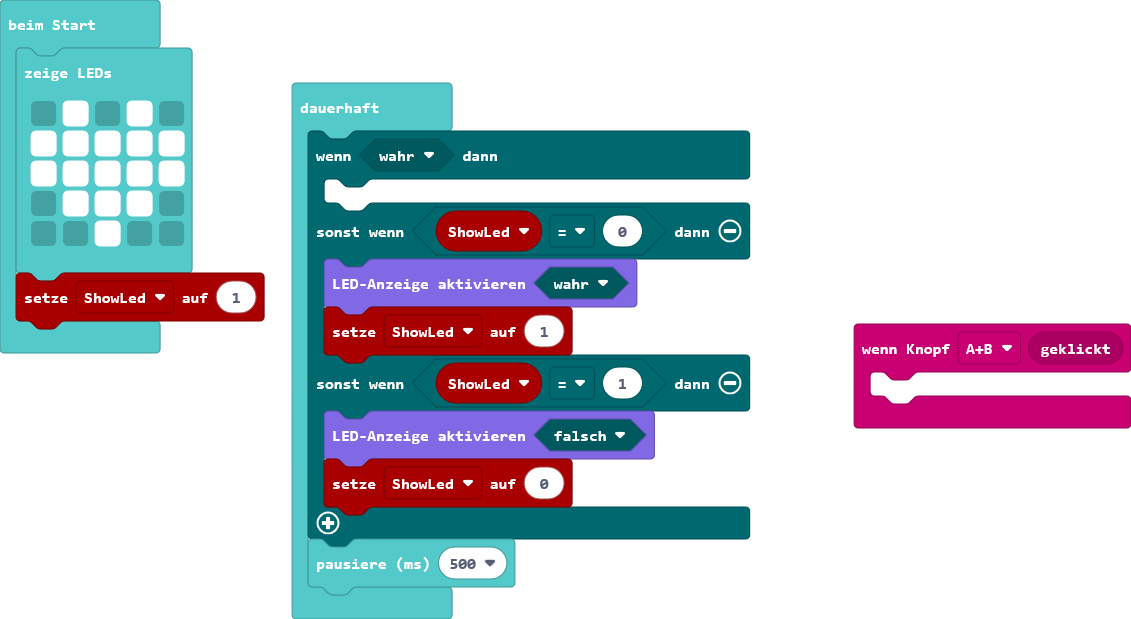 beim Start
zeige LEDs
setze ShowLed auf 1
dauerhaft
wenn wahr dann
sonst wenn ShowLed = 0 dann
LED-Anzeige aktivieren wahr
setze ShowLed auf 1
sonst wenn ShowLed = 1 dann
LED-Anzeige aktivieren falsch
setze ShowLed auf 0
pausiere (ms) 500
wenn Knopf A+B geklickt